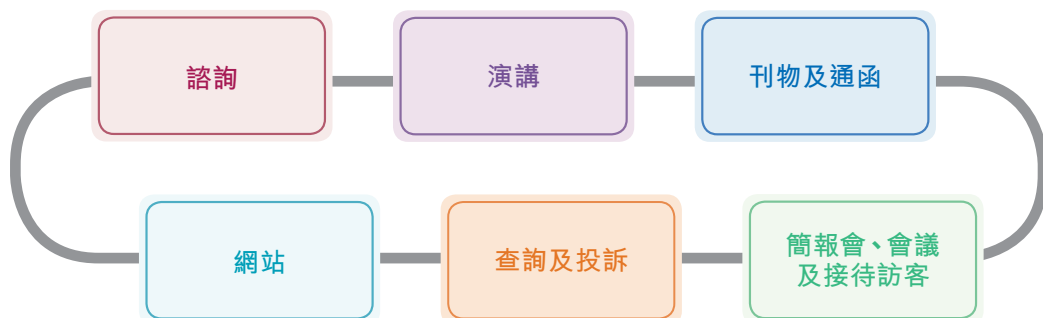 諮詢
演講
刊物及通函
網站
查詢及投訴
簡報會、會議
及接待訪客